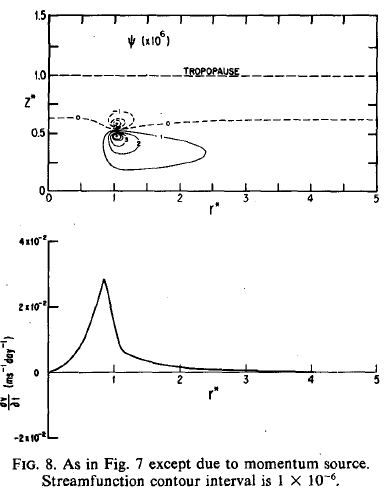 1.5
ψ (x10⁶)
TROPOPAUSE
1.0
Z*
0
0
1
3
2
1
0.5
0
0 1 2 3 4 5
r*
4x10⁻²
2x10⁻²
∂v/∂t (ms⁻¹day⁻¹)
0
1 2 3 4 5
r*
-2x10⁻²
FIG. 8. As in Fig. 7 except due to momentum source.
Streamfunction contour interval is 1 × 10⁻⁶.